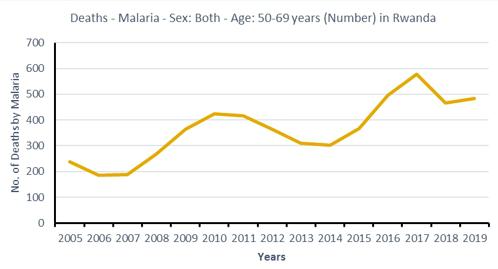 Deaths - Malaria - Sex: Both - Age: 50-69 years (Number) in Rwanda
No. of Deaths by Malaria
700
600
500
400
300
200
100
0
2005 2006 2007 2008 2009 2010 2011 2012 2013 2014 2015 2016 2017 2018 2019
Years